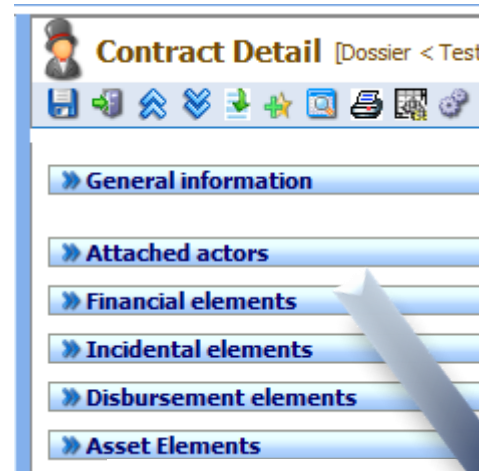 Contract Detail [Dossier < Test
General information
Attached actors
Financial elements
Incidental elements
Disbursement elements
Asset Elements